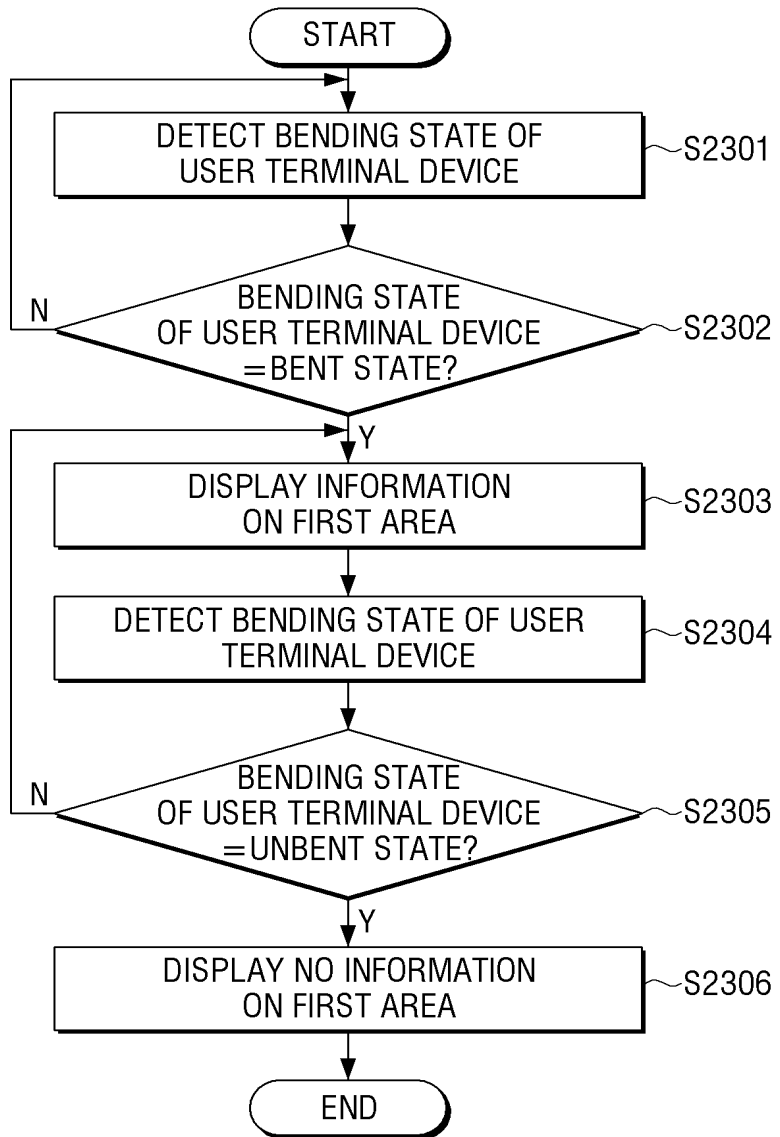 START
DETECT BENDING STATE OF
USER TERMINAL DEVICE
S2301
BENDING STATE
OF USER TERMINAL DEVICE
=BENT STATE?
N
S2302
Y
DISPLAY INFORMATION
ON FIRST AREA
S2303
DETECT BENDING STATE OF USER
TERMINAL DEVICE
S2304
BENDING STATE
OF USER TERMINAL DEVICE
=UNBENT STATE?
N
S2305
Y
DISPLAY NO INFORMATION
ON FIRST AREA
S2306
END